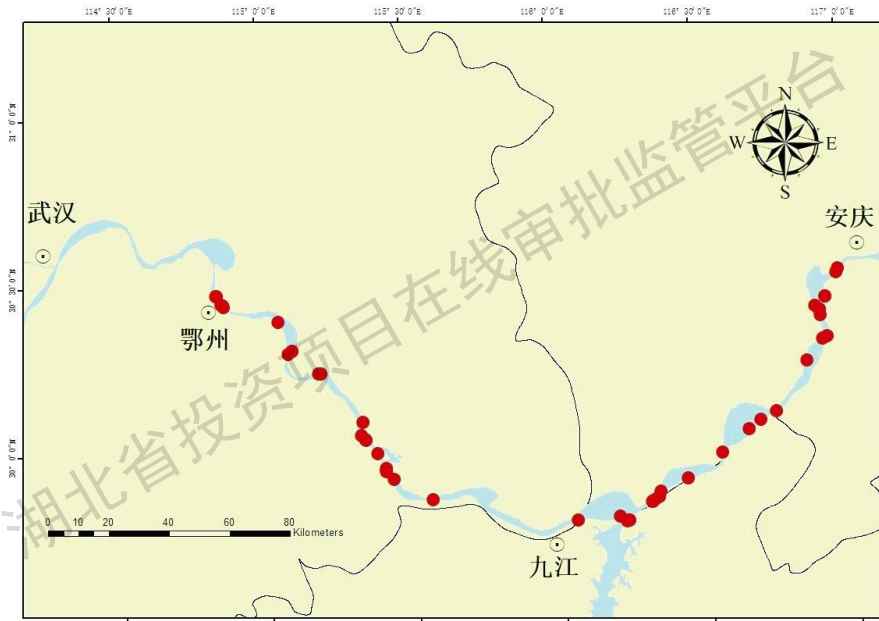 114° 30′ 0″E
115° 0′ 0″E
115° 30′ 0″E
116° 0′ 0″E
116° 30′ 0″E
117° 0′ 0″E
31° 0′ 0″N
30° 30′ 0″N
30° 0′ 0″N
N
W
E
S
武汉
安庆
鄂州
九江
湖北省投资项目在线审批监管平台
0 10 20 40 60 80
Kilometers